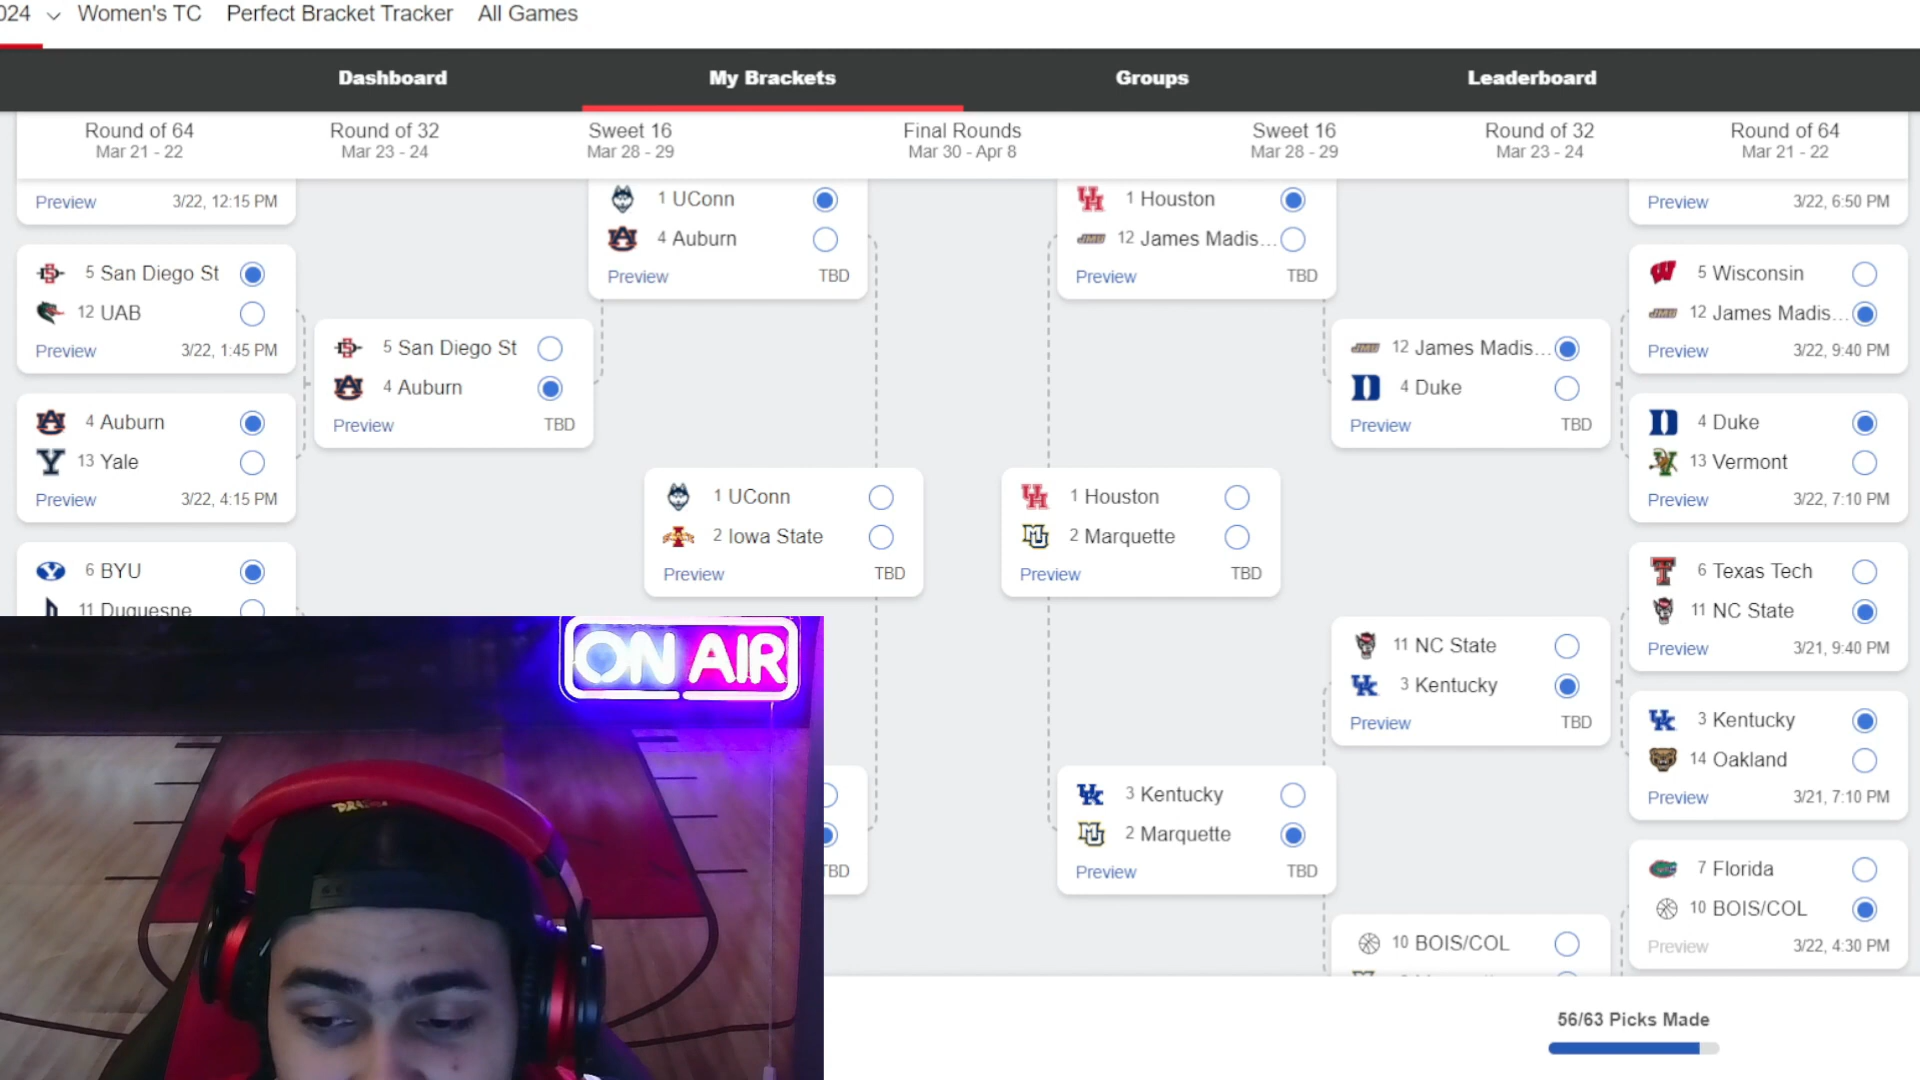 024 Women's TC Perfect Bracket Tracker All Games
Dashboard My Brackets Groups Leaderboard
Round of 64 Round of 32 Sweet 16 Final Rounds Sweet 16 Round of 32 Round of 64
Mar 21 - 22 Mar 23 - 24 Mar 28 - 29 Mar 30 - Apr 8 Mar 28 - 29 Mar 23 - 24 Mar 21 - 22
Preview 3/22, 12:15 PM
5 San Diego St
12 UAB
Preview 3/22, 1:45 PM
4 Auburn
13 Yale
Preview 3/22, 4:15 PM
6 BYU
11 Duquesne
5 San Diego St
4 Auburn
Preview TBD
1 UConn
4 Auburn
Preview TBD
1 UConn
2 Iowa State
Preview TBD
TBD
1 Houston
12 James Madis...
Preview TBD
1 Houston
2 Marquette
Preview TBD
3 Kentucky
2 Marquette
Preview TBD
12 James Madis...
4 Duke
Preview TBD
11 NC State
3 Kentucky
Preview TBD
10 BOIS/COL
Preview 3/22, 6:50 PM
5 Wisconsin
12 James Madis...
Preview 3/22, 9:40 PM
4 Duke
13 Vermont
Preview 3/22, 7:10 PM
6 Texas Tech
11 NC State
Preview 3/21, 9:40 PM
3 Kentucky
14 Oakland
Preview 3/21, 7:10 PM
7 Florida
10 BOIS/COL
Preview 3/22, 4:30 PM
ON AIR
56/63 Picks Made